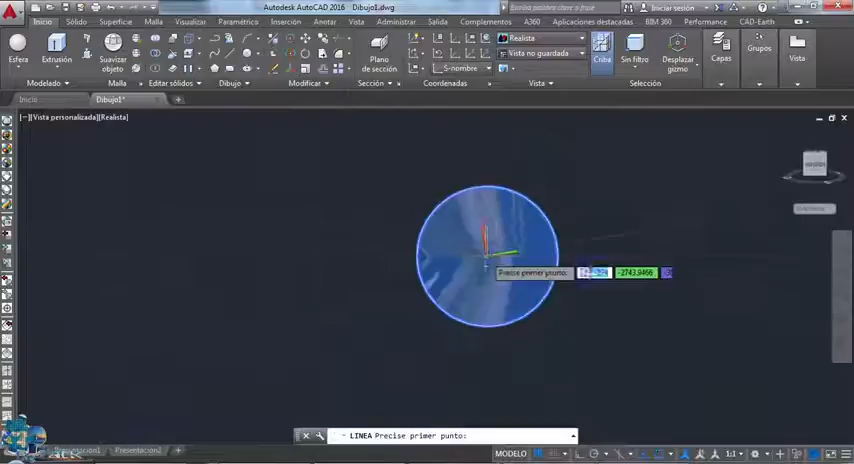 Autodesk AutoCAD 2016   Dibujo1.dwg
Escriba palabra clave o frase
Iniciar sesión
Inicio Sólido Superficie Malla Visualizar Paramétrico Inserción Anotar Vista Administrar Salida Complementos A360 Aplicaciones destacadas BIM 360 Performance CAD-Earth
Realista
Vista no guardada
S-nombre
Esfera Extrusión Suavizar objeto Plano de sección Criba Sin filtro Desplazar gizmo Capas Grupos Vista
Modelado Malla Editar sólidos Dibujo Modificar Sección Coordenadas Vista Selección
Inicio Dibujo1*
[−][Vista personalizada][Realista]
Precise primer punto:
-2743.9466
LINEA Precise primer punto:
Presentación1 Presentación2
MODELO
1:1